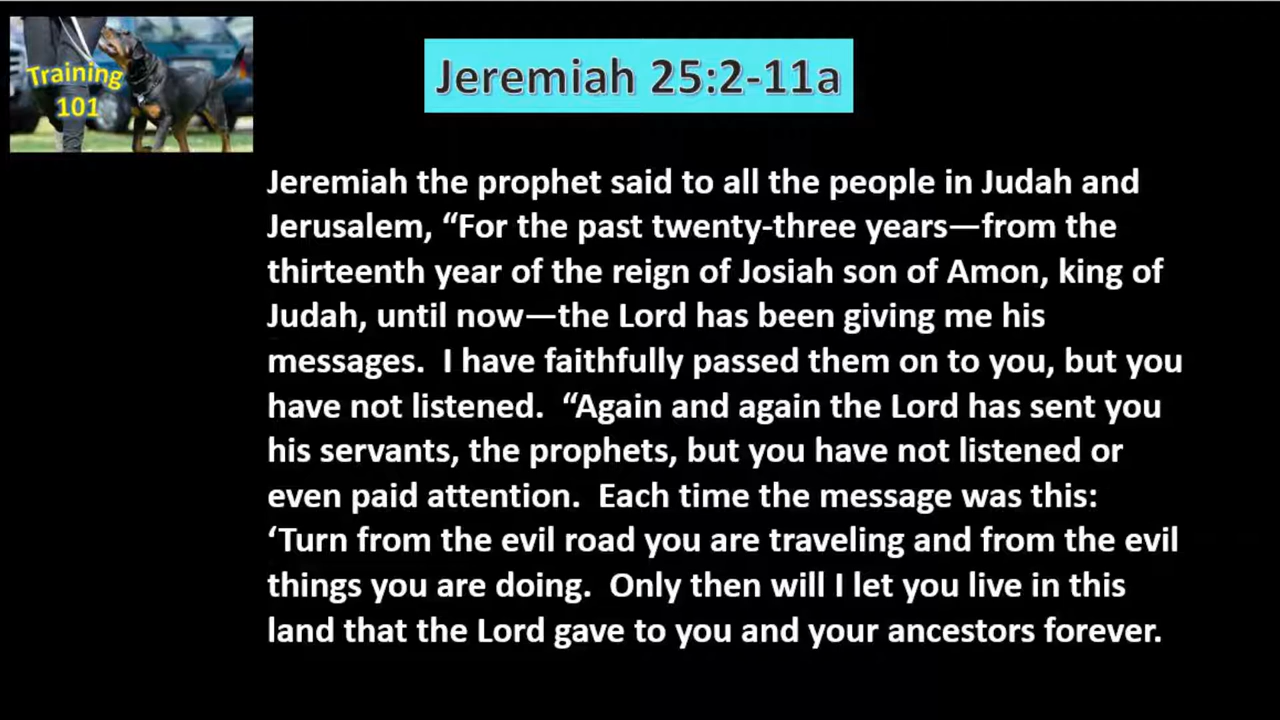 Training
101
Jeremiah 25:2-11a
Jeremiah the prophet said to all the people in Judah and
Jerusalem, “For the past twenty-three years—from the
thirteenth year of the reign of Josiah son of Amon, king of
Judah, until now—the Lord has been giving me his
messages.  I have faithfully passed them on to you, but you
have not listened.  “Again and again the Lord has sent you
his servants, the prophets, but you have not listened or
even paid attention.  Each time the message was this:
‘Turn from the evil road you are traveling and from the evil
things you are doing.  Only then will I let you live in this
land that the Lord gave to you and your ancestors forever.